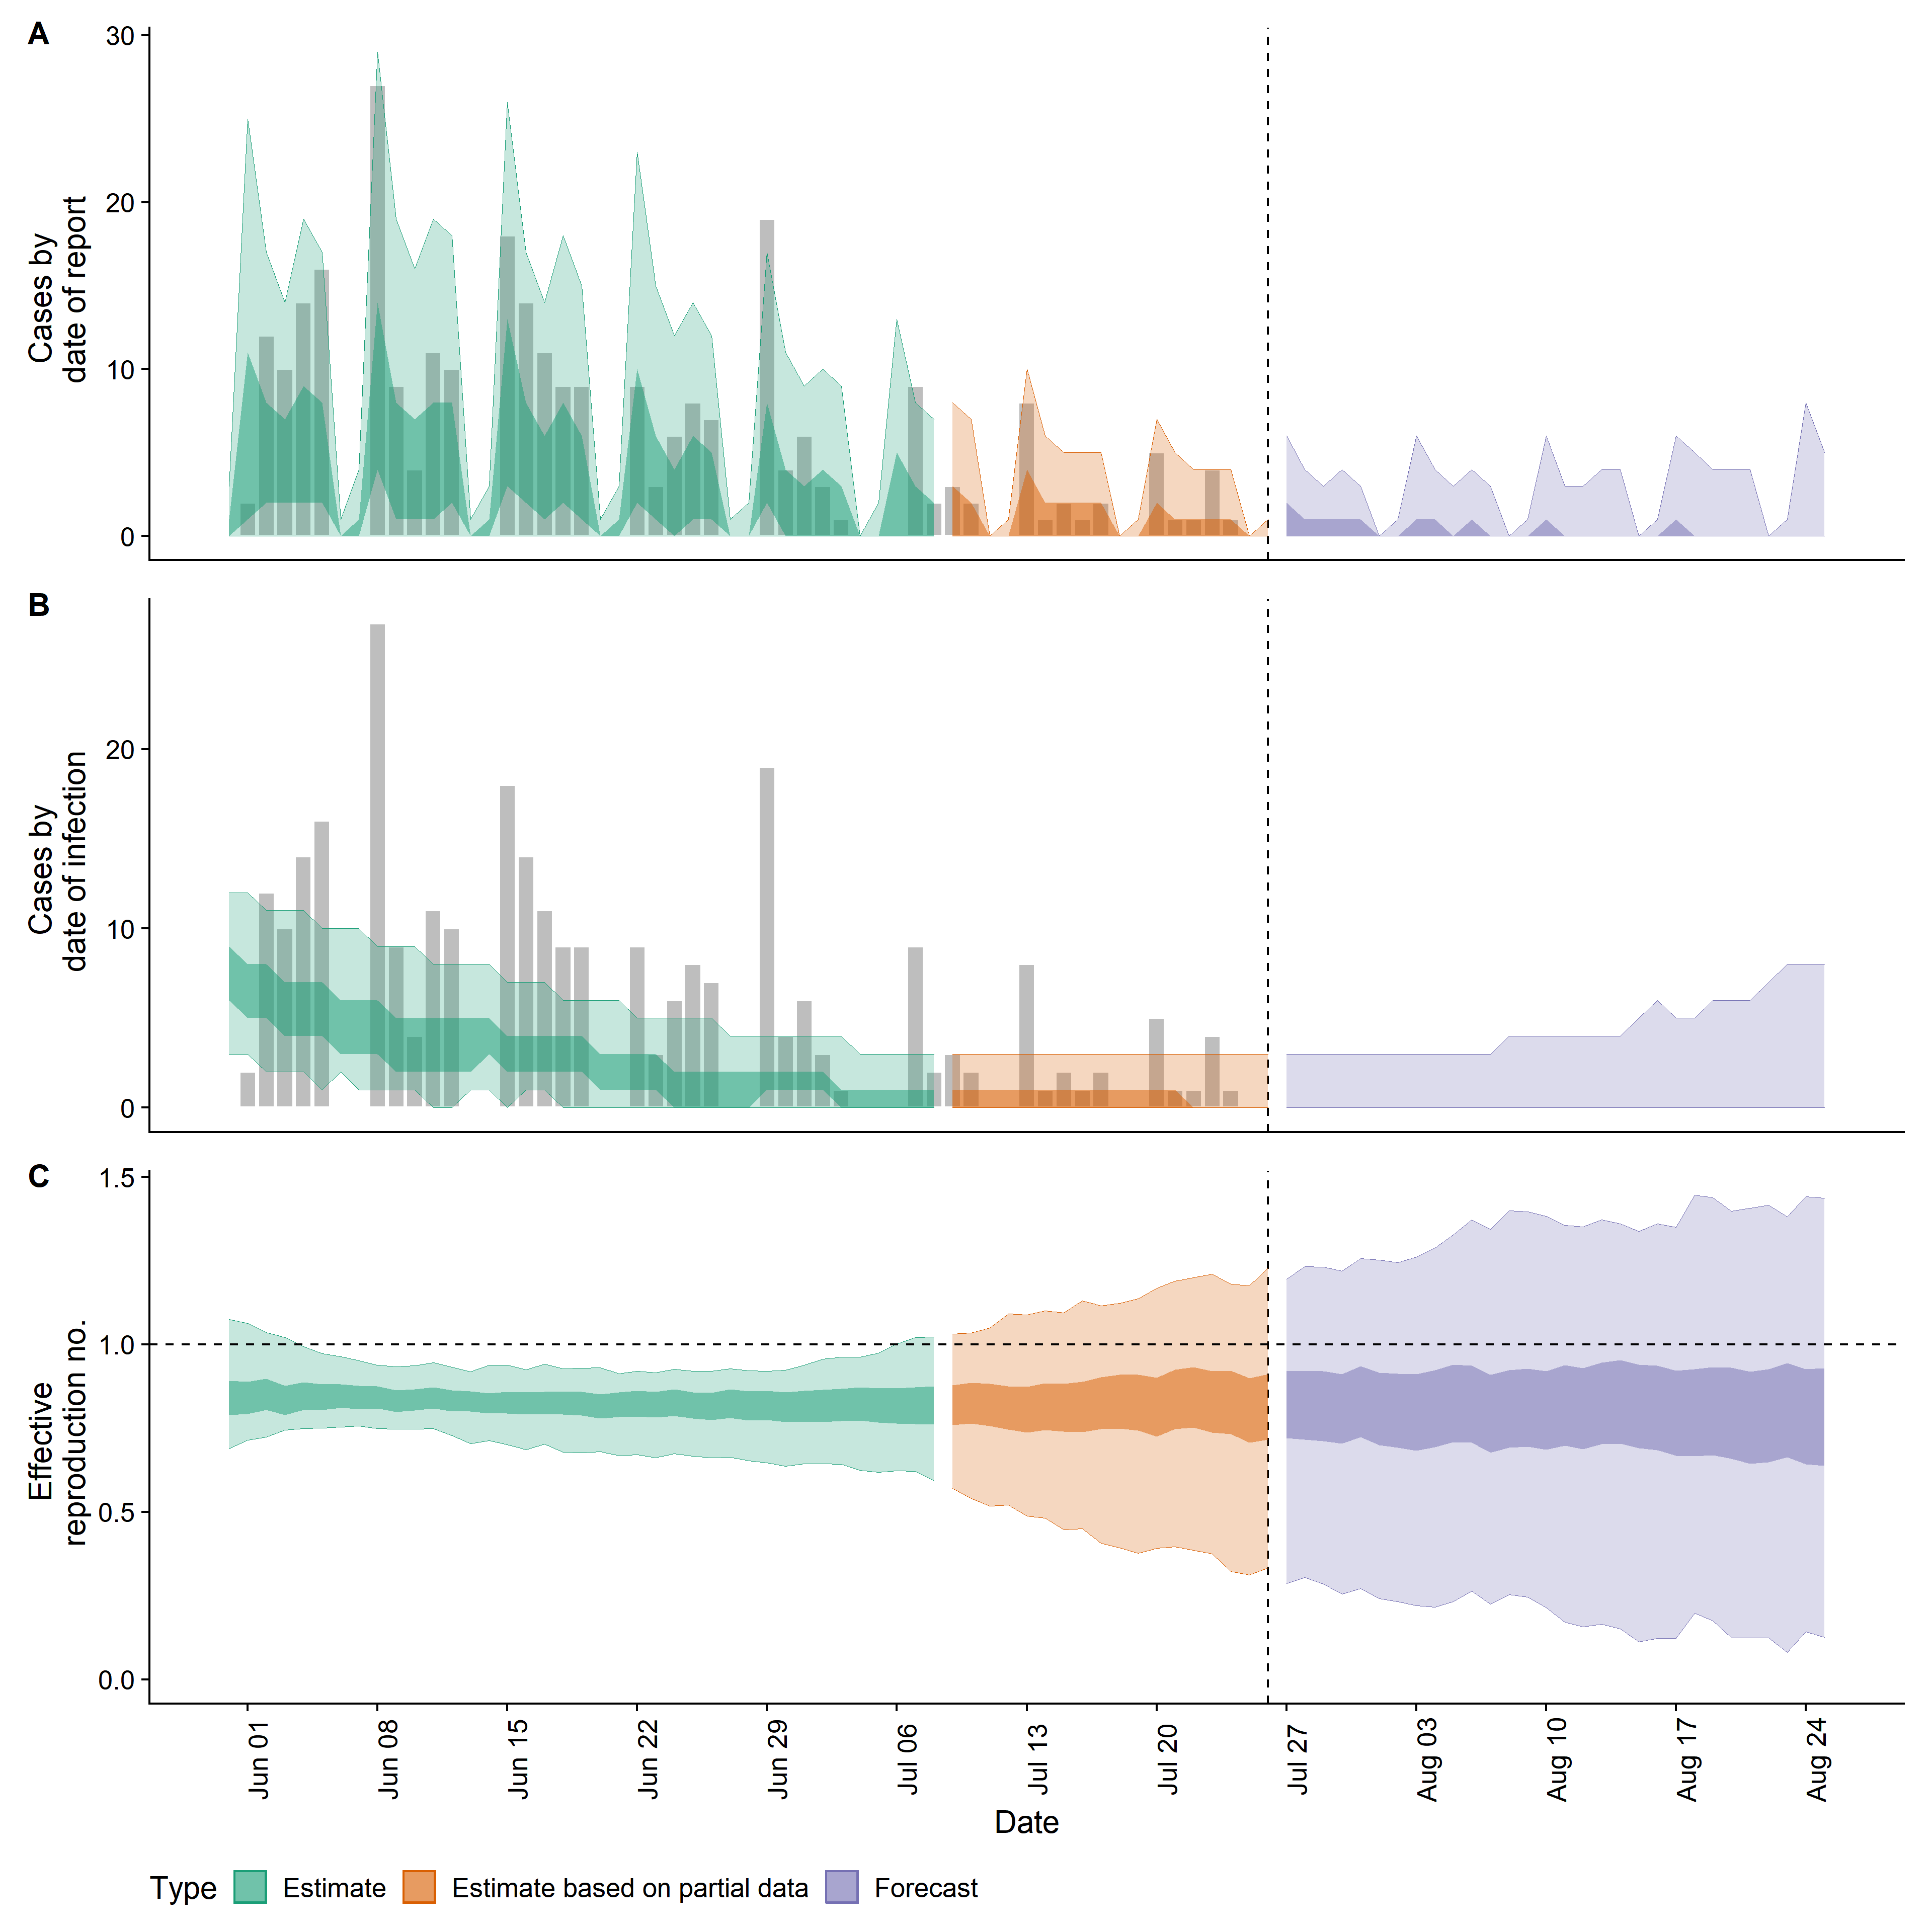 A
30
20
10
0
Cases by
date of report
B
20
10
0
Cases by
date of infection
C
1.5
1.0
0.5
0.0
Effective
reproduction no.
Jun 01
Jun 08
Jun 15
Jun 22
Jun 29
Jul 06
Jul 13
Jul 20
Jul 27
Aug 03
Aug 10
Aug 17
Aug 24
Date
Type Estimate Estimate based on partial data Forecast